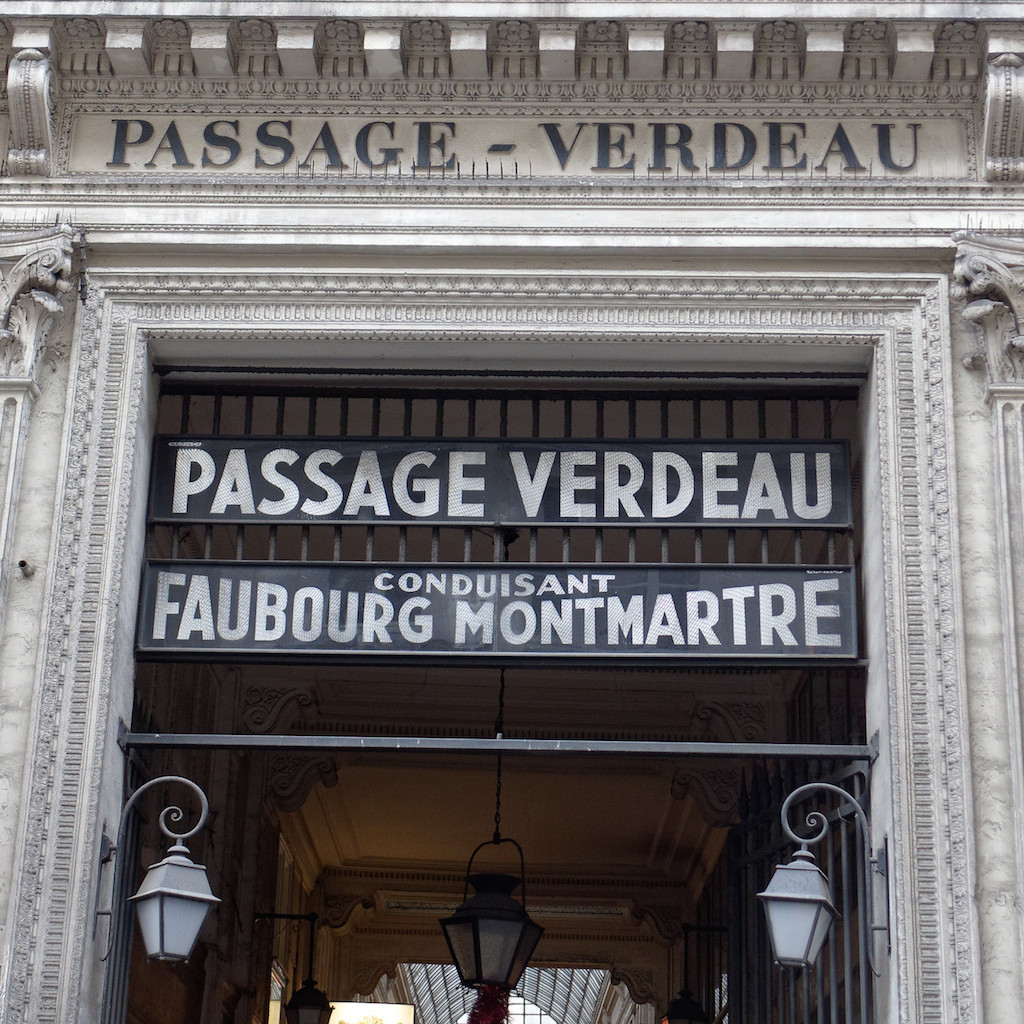 PASSAGE - VERDEAU
PASSAGE VERDEAU
CONDUISANT
FAUBOURG MONTMARTRE